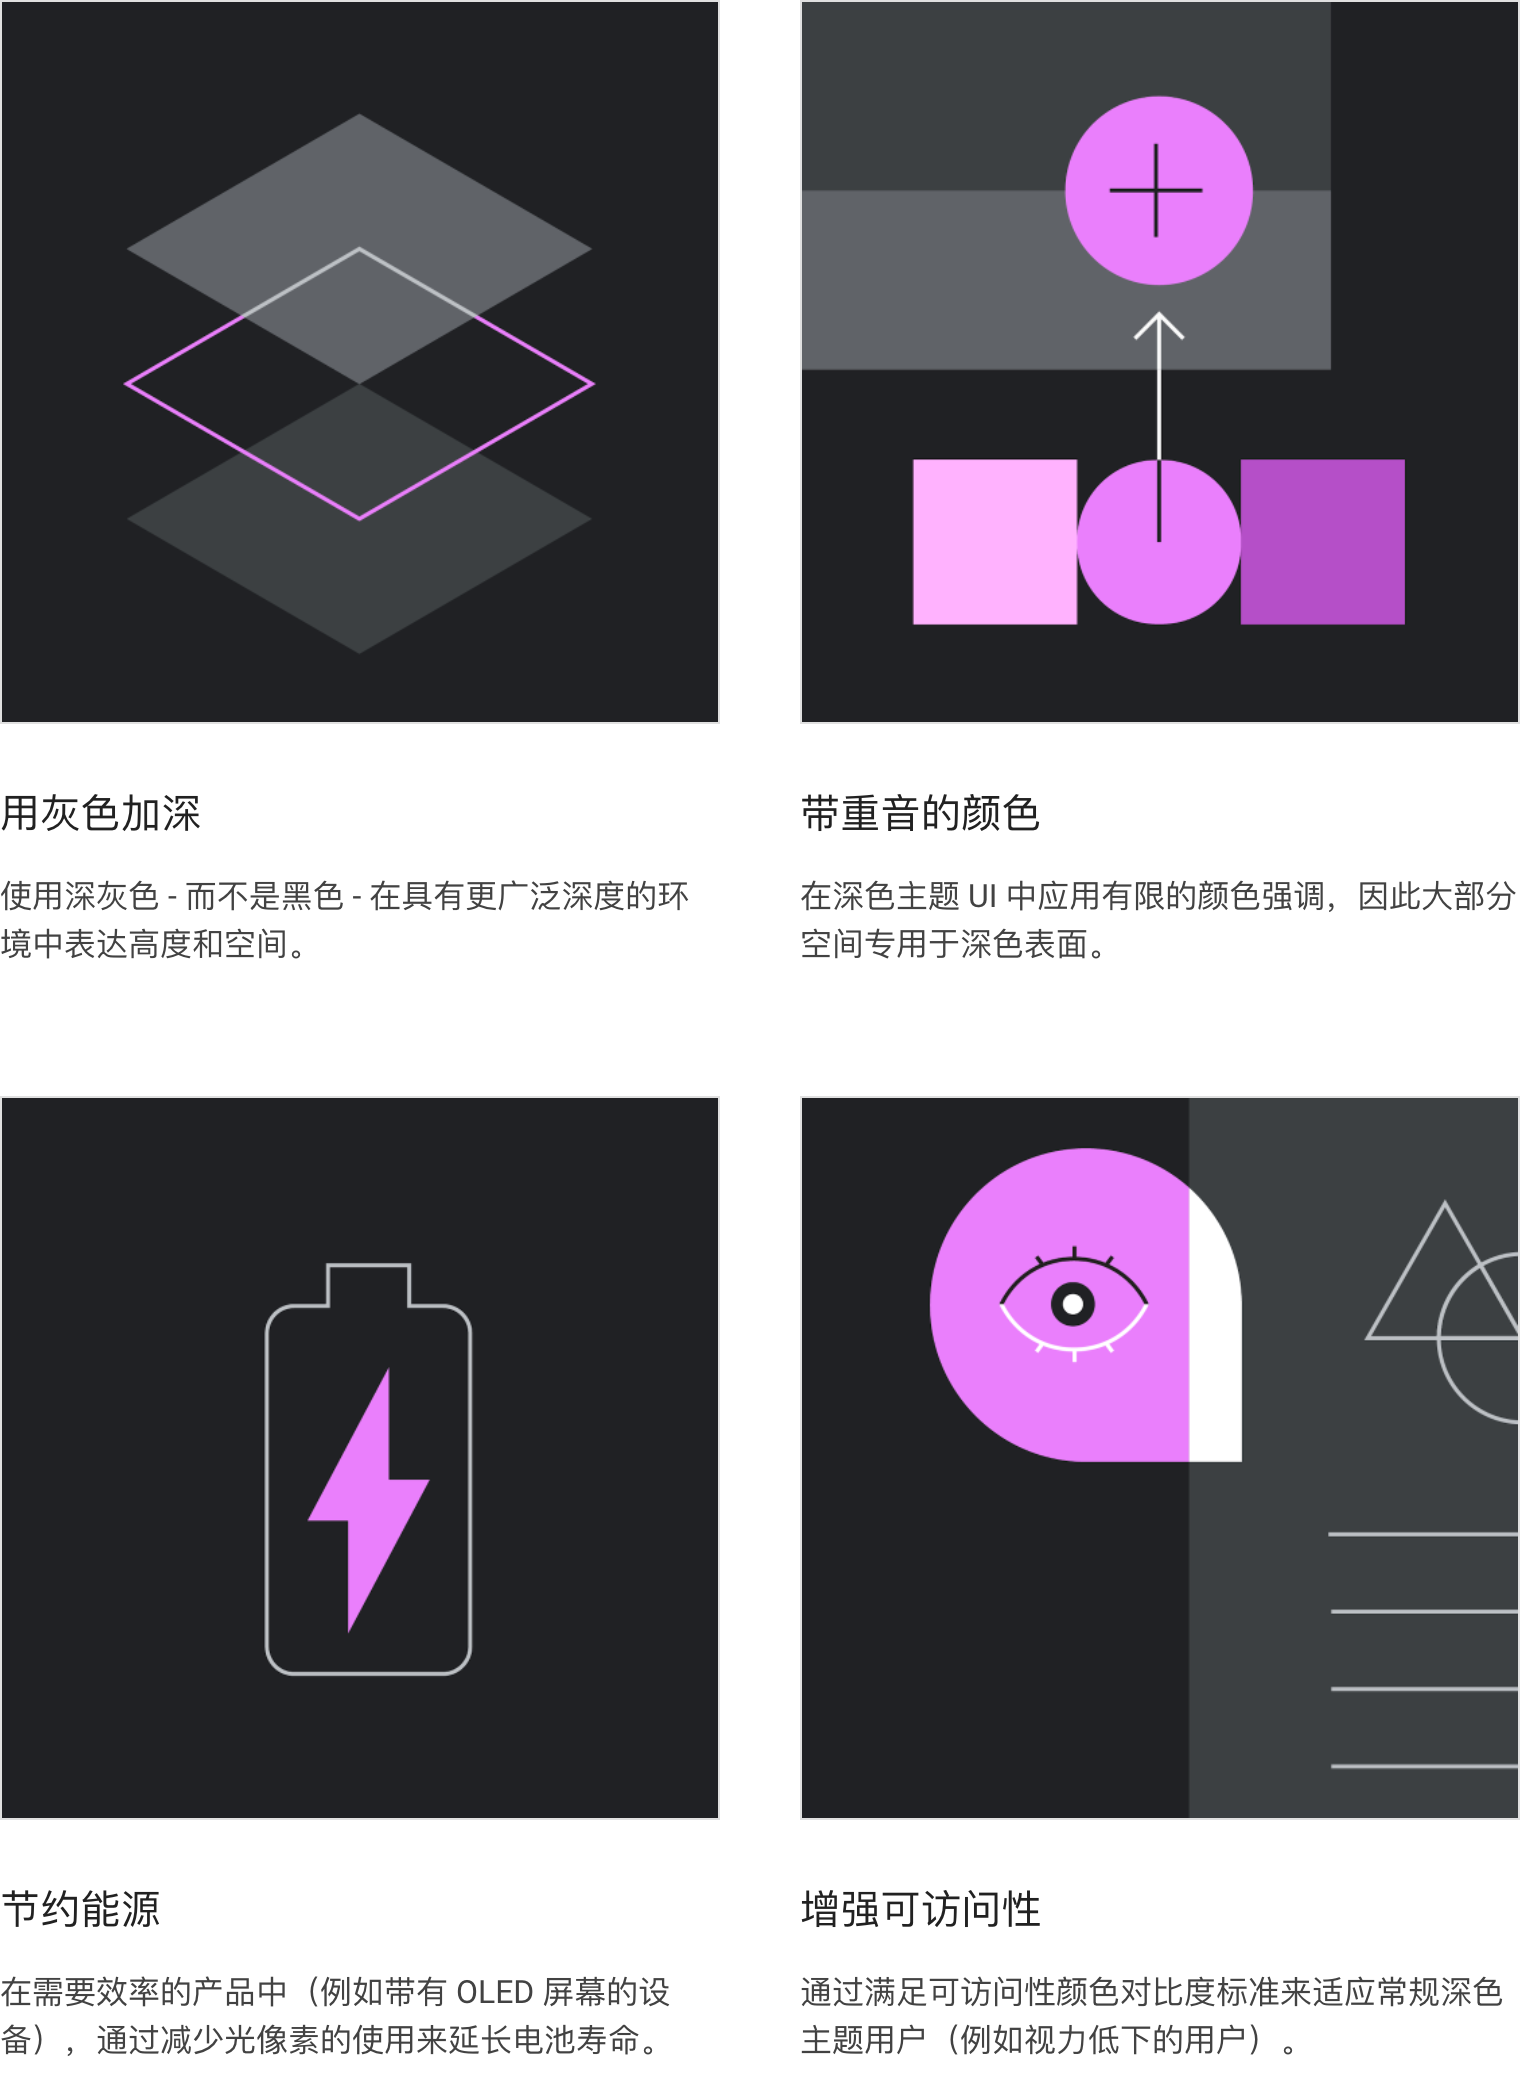 用灰色加深
使用深灰色 - 而不是黑色 - 在具有更广泛深度的环
境中表达高度和空间。
带重音的颜色
在深色主题 UI 中应用有限的颜色强调，因此大部分
空间专用于深色表面。
节约能源
在需要效率的产品中（例如带有 OLED 屏幕的设
备），通过减少光像素的使用来延长电池寿命。
增强可访问性
通过满足可访问性颜色对比度标准来适应常规深色
主题用户（例如视力低下的用户）。